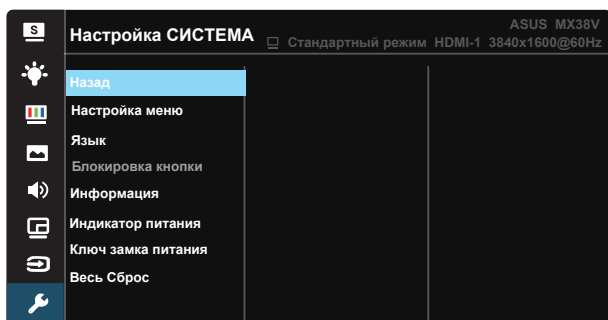 S
ASUS MX38V
Настройка СИСТЕМА
Стандартный режим HDMI-1 3840x1600@60Hz
Назад
Настройка меню
Язык
Блокировка кнопки
Информация
Индикатор питания
Ключ замка питания
Весь Сброс